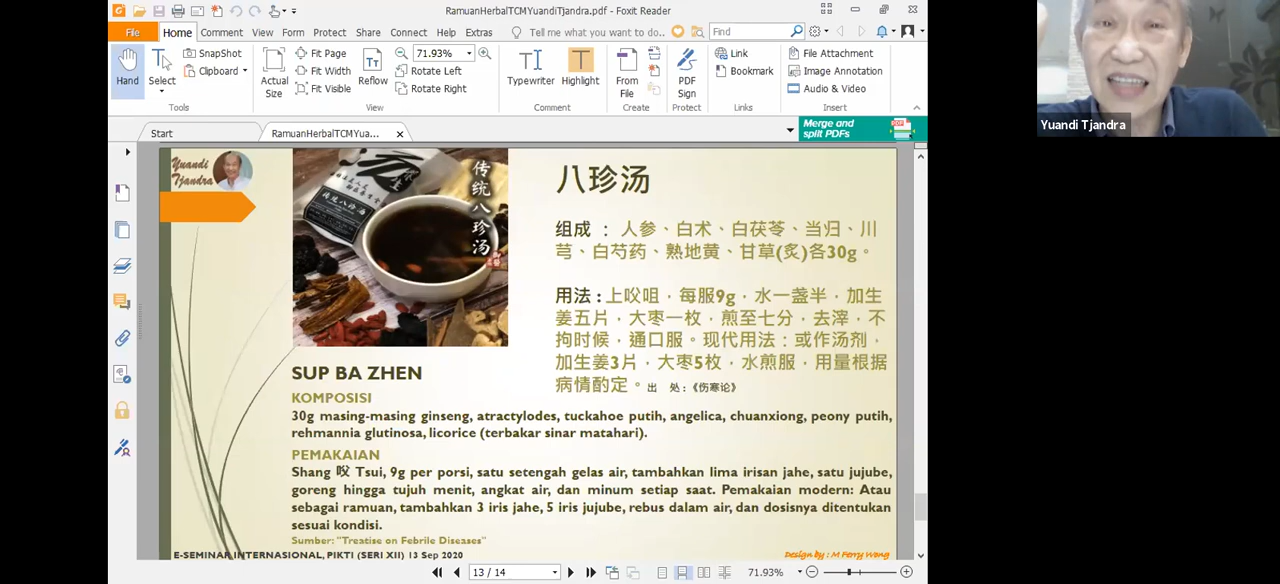 RamuanHerbalTCMYuandiTjandra.pdf - Foxit Reader
File Home Comment View Form Protect Share Connect Help Extras Tell me what you want to do.. Find
Hand
Select
SnapShot
Clipboard
Tools
Actual Size
Fit Page
Fit Width
Fit Visible
Reflow
71.93%
Rotate Left
Rotate Right
View
Typewriter
Highlight
Comment
From File
Create
PDF Sign
Protect
Link
Bookmark
Links
File Attachment
Image Annotation
Audio & Video
Insert
Start
RamuanHerbalTCMYua...
Merge and split PDFs
Yuandi Tjandra
Yuandi
Tjandra
传统八珍汤
八珍汤
组成 : 人参、白术、白茯苓、当归、川
芎、白芍药、熟地黄、甘草(炙)各30g。
用法 : 上㕮咀，每服9g，水一盏半，加生
姜五片，大枣一枚，煎至七分，去滓，不
拘时候，通口服。现代用法：或作汤剂，
加生姜3片，大枣5枚，水煎服，用量根据
病情酌定。出 处：《伤寒论》
SUP BA ZHEN
KOMPOSISI
30g masing-masing ginseng, atractylodes, tuckahoe putih, angelica, chuanxiong, peony putih,
rehmannia glutinosa, licorice (terbakar sinar matahari).
PEMAKAIAN
Shang 㕮 Tsui, 9g per porsi, satu setengah gelas air, tambahkan lima irisan jahe, satu jujube,
goreng hingga tujuh menit, angkat air, dan minum setiap saat. Pemakaian modern: Atau
sebagai ramuan, tambahkan 3 iris jahe, 5 iris jujube, rebus dalam air, dan dosisnya ditentukan
sesuai kondisi.
Sumber: "Treatise on Febrile Diseases"
E-SEMINAR INTERNASIONAL, PIKTI (SERI XII) 13 Sep 2020
Design by : M Ferry Wong
13 / 14
71.93%